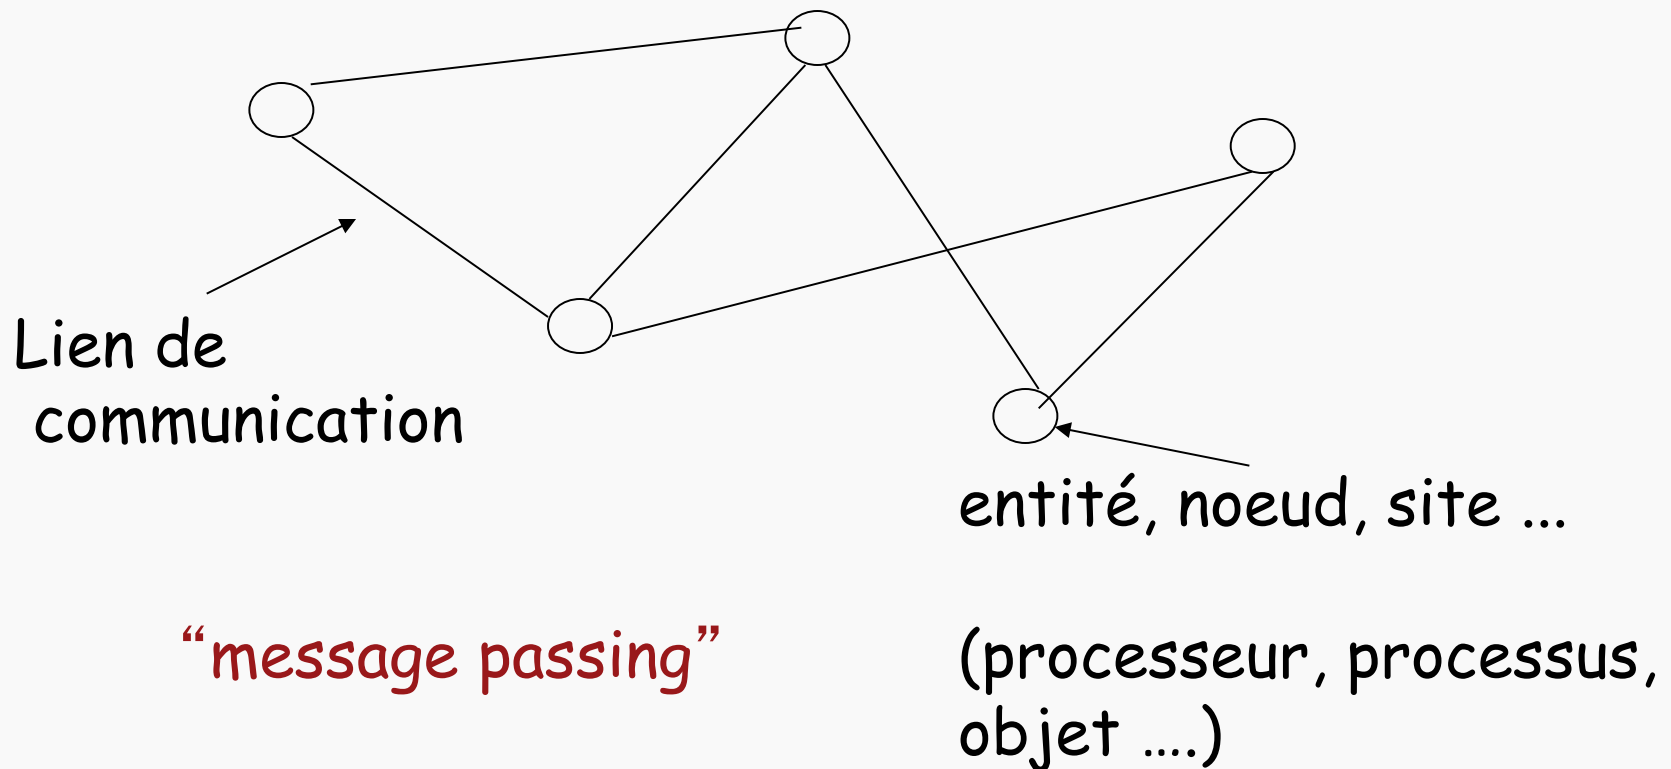 Lien de
communication
entité, noeud, site ...
“message passing”
(processeur, processus,
objet ....)